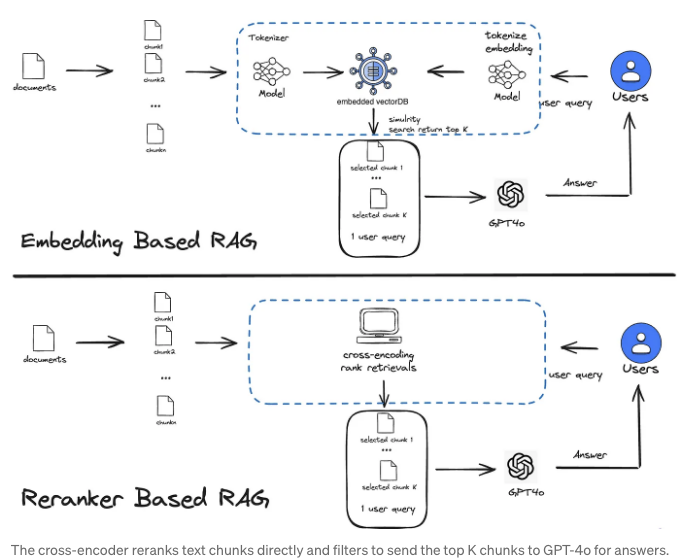 chunk1
documents
chunk2
...
chunkn
Tokenizer
Model
embedded vectorDB
tokenize
embedding
Model
user query
Users
simulrity
search return top K
selected chunk 1
...
selected chunk K
1 user query
GPT4o
Answer
Embedding Based RAG
chunk1
documents
chunk2
...
chunkn
cross-encoding
rank retrievals
user query
Users
selected chunk 1
...
selected chunk K
1 user query
GPT4o
Answer
Reranker Based RAG
The cross-encoder reranks text chunks directly and filters to send the top K chunks to GPT-4o for answers.